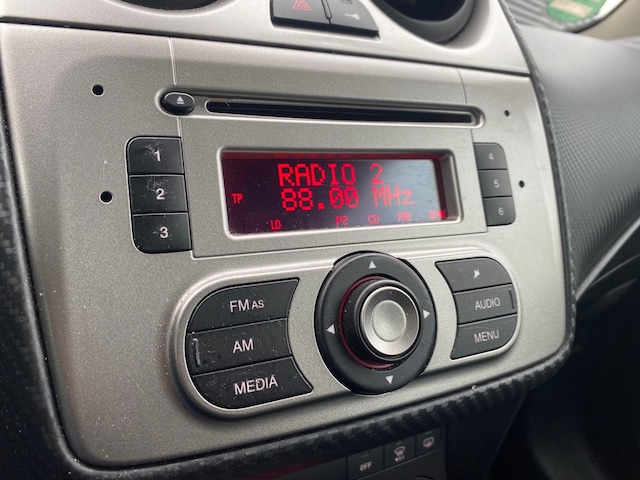 1
2
3
4
5
6
RADIO 2
88.00 MHz
TP
LD P2 CD
FM AS
AM
MEDIA
AUDIO
MENU
OFF